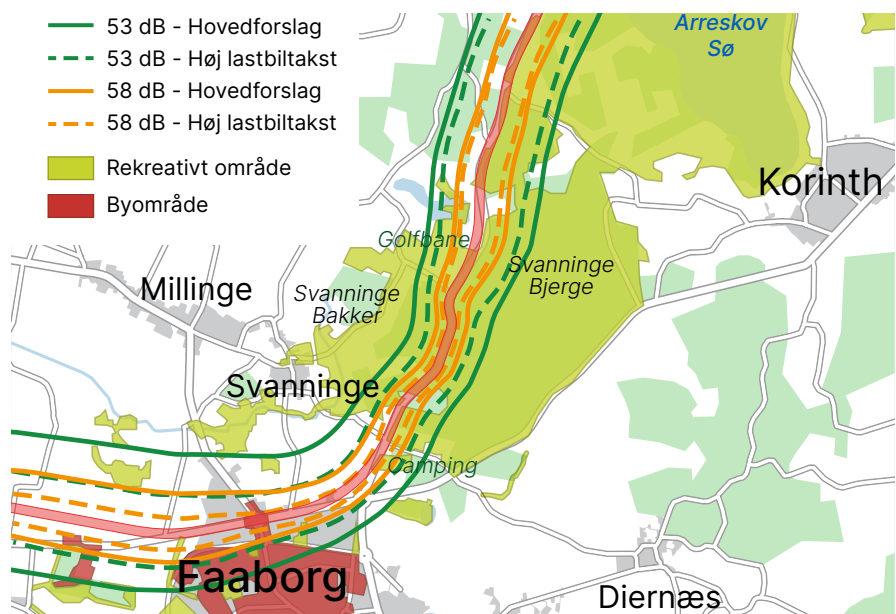 53 dB - Hovedforslag
53 dB - Høj lastbiltakst
58 dB - Hovedforslag
58 dB - Høj lastbiltakst
Rekreativt område
Byområde
Arreskov
Sø
Korinth
Golfbane
Svanninge
Bjerge
Millinge
Svanninge
Bakker
Svanninge
Camping
Faaborg
Diernæs